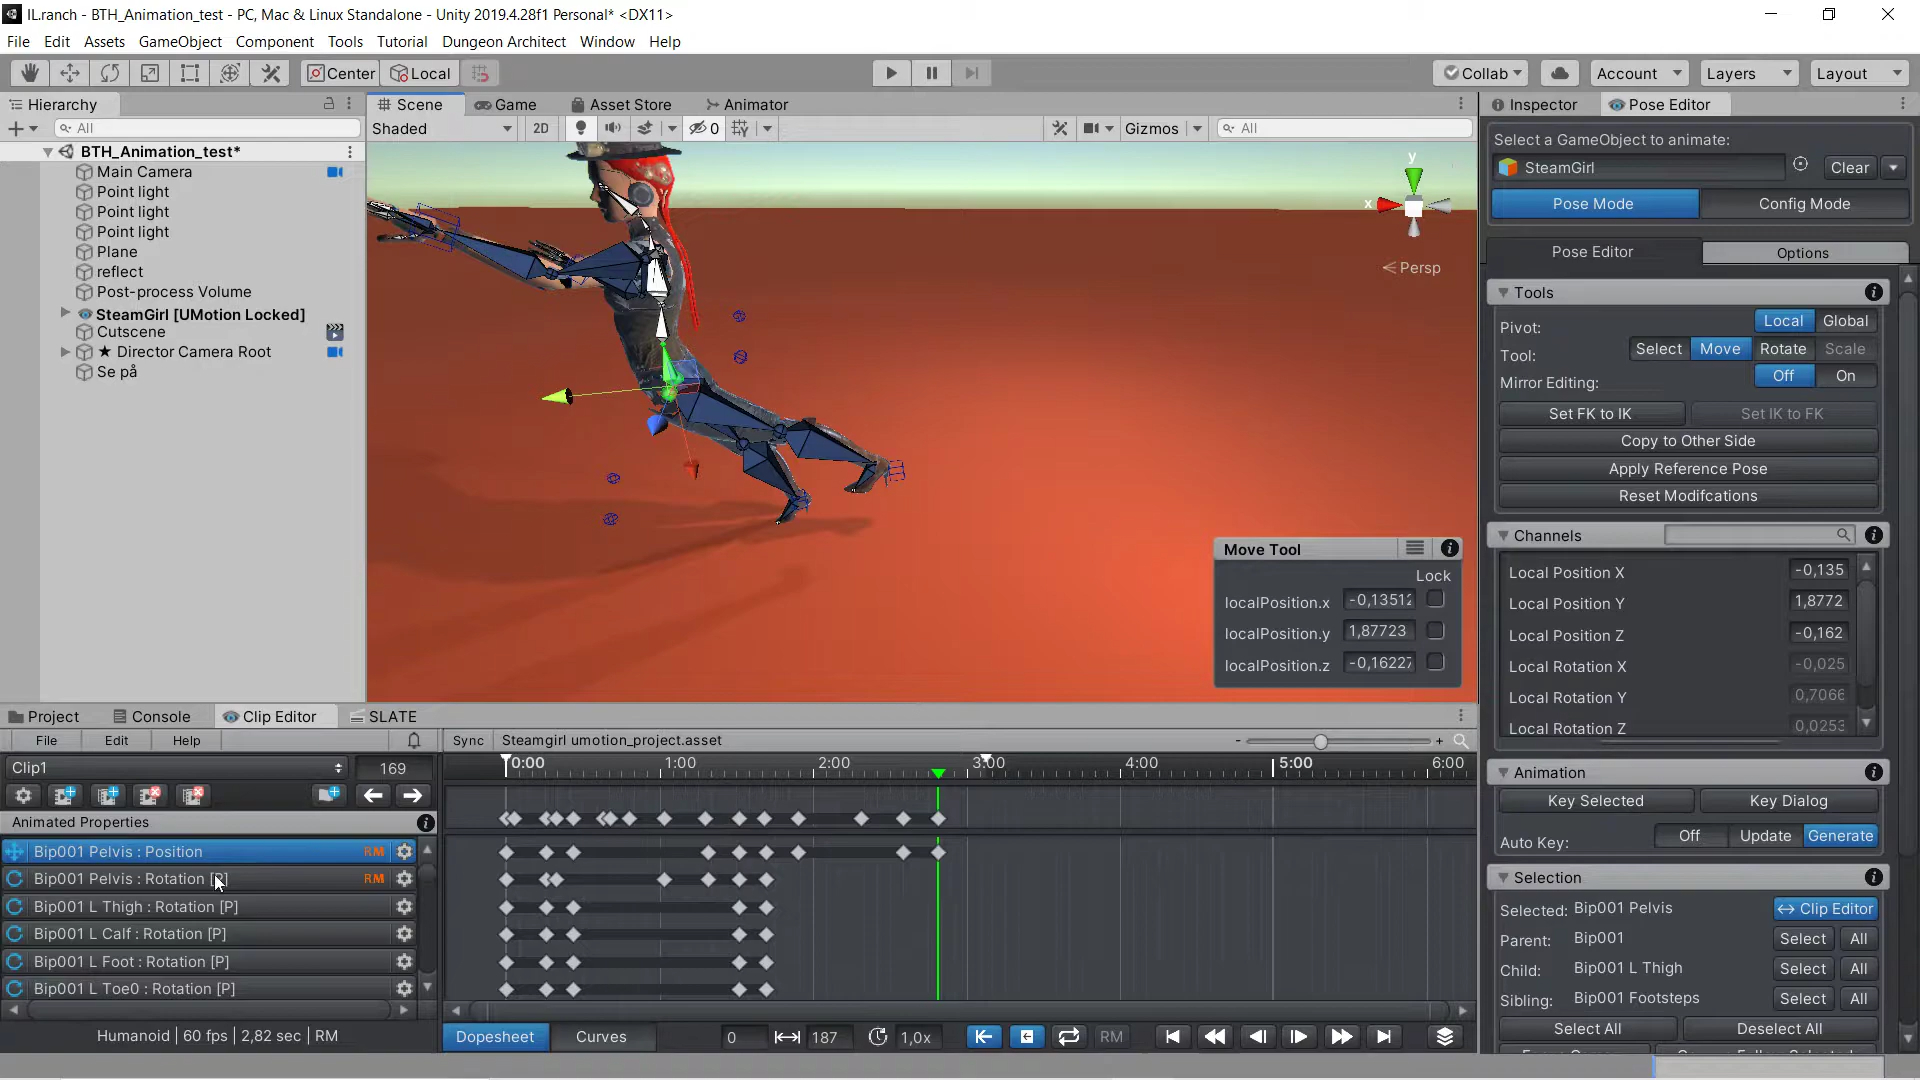 IL.ranch - BTH_Animation_test - PC, Mac & Linux Standalone - Unity 2019.4.28f1 Personal* <DX11>
File Edit Assets GameObject Component Tools Tutorial Dungeon Architect Window Help
Center Local Collab Account Layers Layout
Hierarchy
All
BTH_Animation_test*
Main Camera
Point light
Point light
Point light
Plane
reflect
Post-process Volume
SteamGirl [UMotion Locked]
Cutscene
★ Director Camera Root
Se på
Scene Game Asset Store Animator
Shaded 2D 0 Gizmos All
y
x
Persp
Move Tool
Lock
localPosition.x -0,13512
localPosition.y 1,87723
localPosition.z -0,16227
Inspector Pose Editor
Select a GameObject to animate:
SteamGirl Clear
Pose Mode Config Mode
Pose Editor Options
Tools
Pivot: Local Global
Tool: Select Move Rotate Scale
Mirror Editing: Off On
Set FK to IK Set IK to FK
Copy to Other Side
Apply Reference Pose
Reset Modifcations
Channels
Local Position X -0,135
Local Position Y 1,8772
Local Position Z -0,162
Local Rotation X -0,025
Local Rotation Y 0,706
Local Rotation Z 0,0253
Animation
Key Selected Key Dialog
Auto Key: Off Update Generate
Selection
Selected: Bip001 Pelvis Clip Editor
Parent: Bip001 Select All
Child: Bip001 L Thigh Select All
Sibling: Bip001 Footsteps Select All
Select All Deselect All
Project Console Clip Editor SLATE
File Edit Help
Sync Steamgirl umotion_project.asset - +
Clip1 169
0:00 1:00 2:00 3:00 4:00 5:00 6:00
Animated Properties
Bip001 Pelvis : Position RM
Bip001 Pelvis : Rotation [P] RM
Bip001 L Thigh : Rotation [P]
Bip001 L Calf : Rotation [P]
Bip001 L Foot : Rotation [P]
Bip001 L Toe0 : Rotation [P]
Humanoid | 60 fps | 2,82 sec | RM
Dopesheet Curves 0 187 1,0x RM